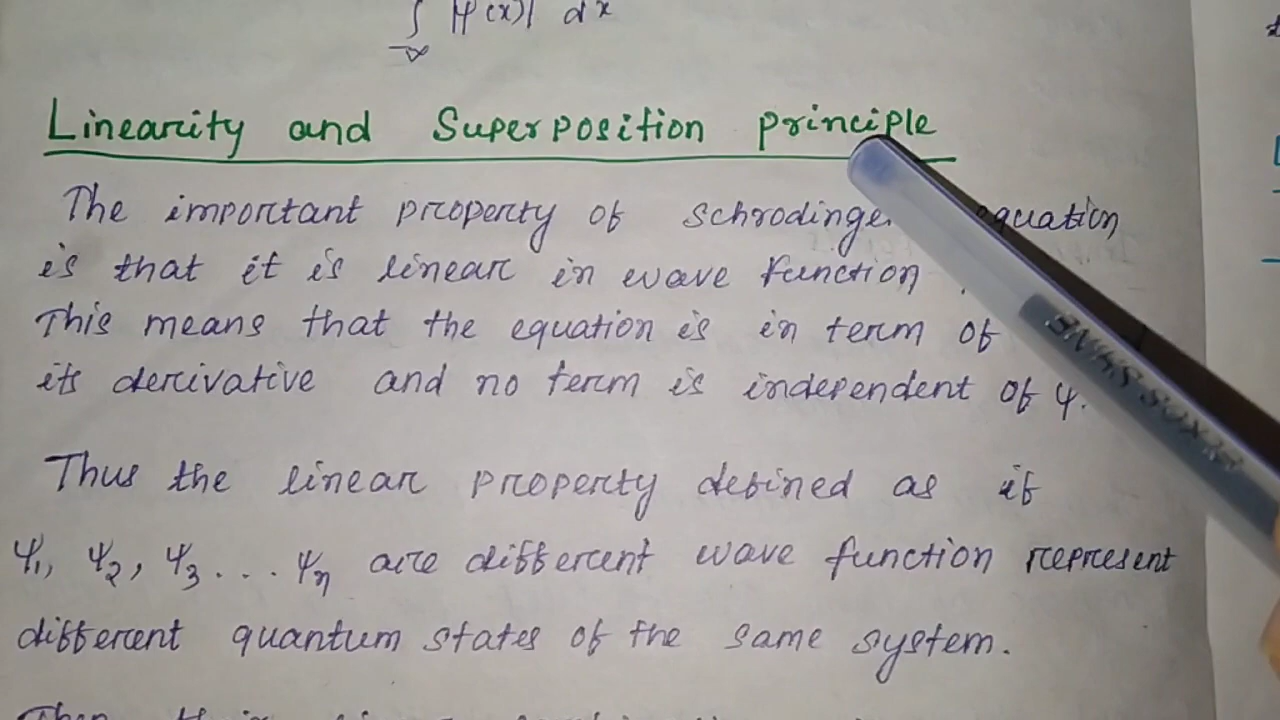 ∫ |ψ(x)| dx
-∞
Linearity and Superposition principle
The important property of schrodinger equation
is that it is linear in wave function
This means that the equation is in term of
its derivative and no term is independent of ψ.
Thus the linear property defined as if
ψ1, ψ2, ψ3 . . . ψn are different wave function represent
different quantum states of the same system.